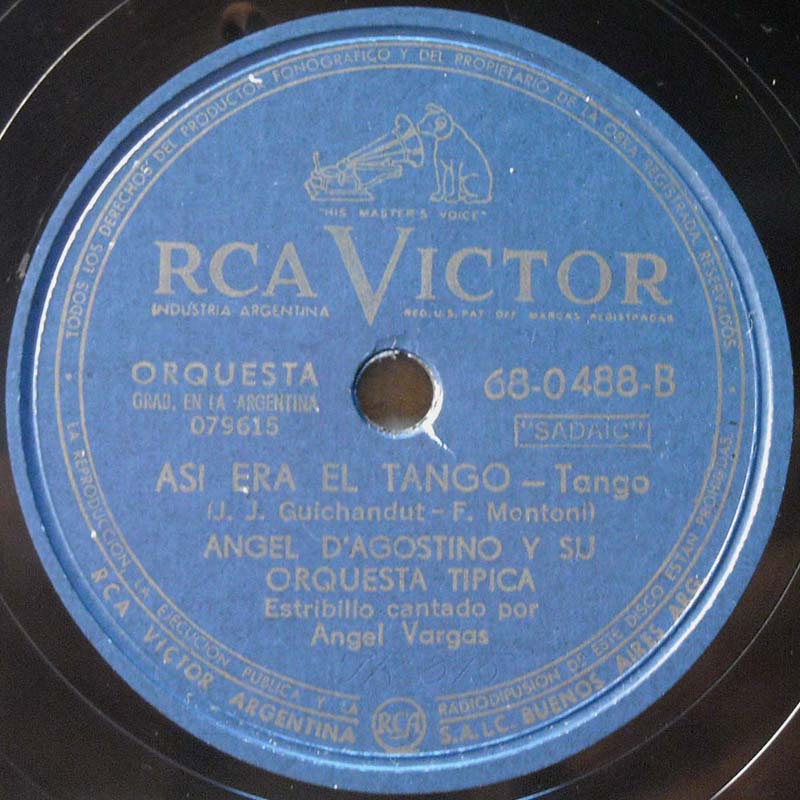 TODOS LOS DERECHOS DEL PRODUCTOR FONOGRAFICO Y DEL PROPIETARIO DE LA OBRA REGISTRADA RESERVADOS
"HIS MASTER'S VOICE"
RCA VICTOR
INDUSTRIA ARGENTINA REG. U.S. PAT OFF MARCAS REGISTRADAS
ORQUESTA 68-0488-B
GRAB. EN LA ARGENTINA
079615 "SADAIC"
ASI ERA EL TANGO - Tango
(J. J. Guichandut - F. Montoni)
ANGEL D'AGOSTINO Y SU
ORQUESTA TIPICA
Estribillo cantado por
Angel Vargas
LA REPRODUCCION, LA EJECUCION PUBLICA Y LA RADIODIFUSION DE ESTE DISCO ESTAN PROHIBIDAS.
RCA VICTOR ARGENTINA RCA S.A.I.C. BUENOS AIRES ARG.